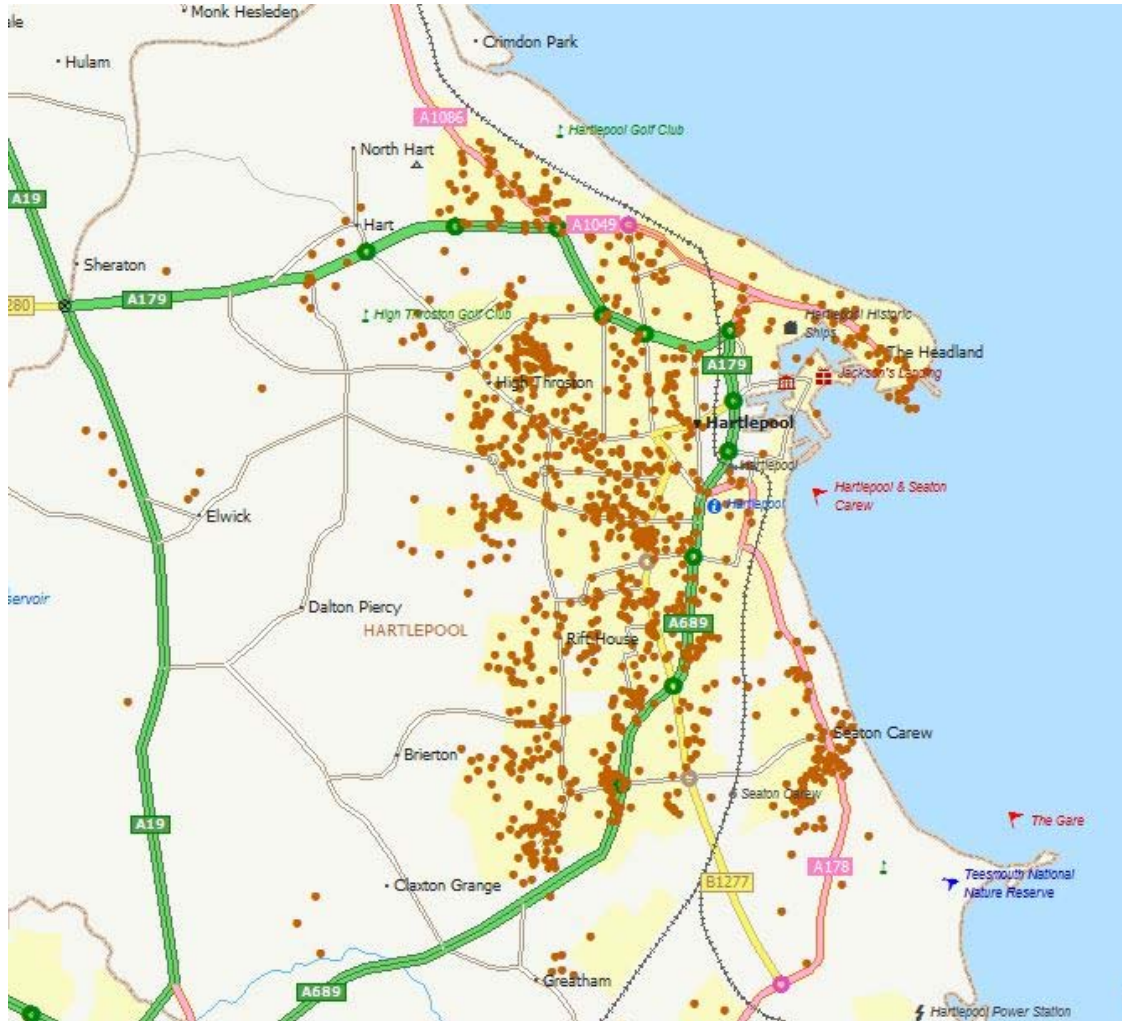 Monk Hesleden
ale
Crimdon Park
Hulam
A1086
Hartlepool Golf Club
North Hart
A19
Hart
A1049
Sheraton
280
A179
High Throston Golf Club
Hartlepool Historic
Ships
The Headland
A179
Jackson's Landing
High Throston
Hartlepool
Hartlepool
Hartlepool & Seaton
Carew
Hartlepool
Elwick
servoir
Dalton Piercy
HARTLEPOOL
A689
Rift House
Seaton Carew
Brierton
Seaton Carew
A19
The Gare
A178
Claxton Grange
B1277
Teesmouth National
Nature Reserve
Greatham
A689
Hartlepool Power Station